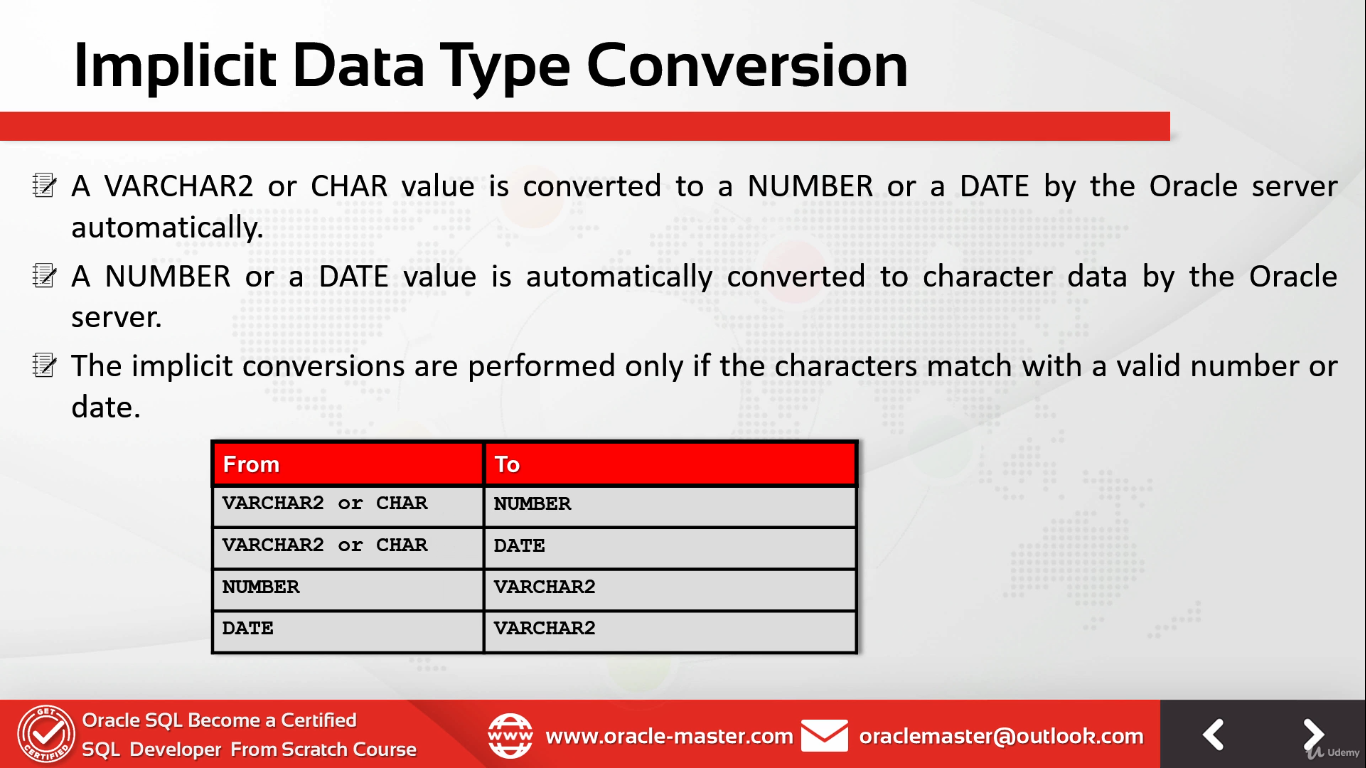 Implicit Data Type Conversion
A VARCHAR2 or CHAR value is converted to a NUMBER or a DATE by the Oracle server
automatically.
A NUMBER or a DATE value is automatically converted to character data by the Oracle
server.
The implicit conversions are performed only if the characters match with a valid number or
date.
From To
VARCHAR2 or CHAR NUMBER
VARCHAR2 or CHAR DATE
NUMBER VARCHAR2
DATE VARCHAR2
GET
CERTIFIED
Oracle SQL Become a Certified
SQL Developer From Scratch Course
www
www.oracle-master.com
oraclemaster@outlook.com
Udemy